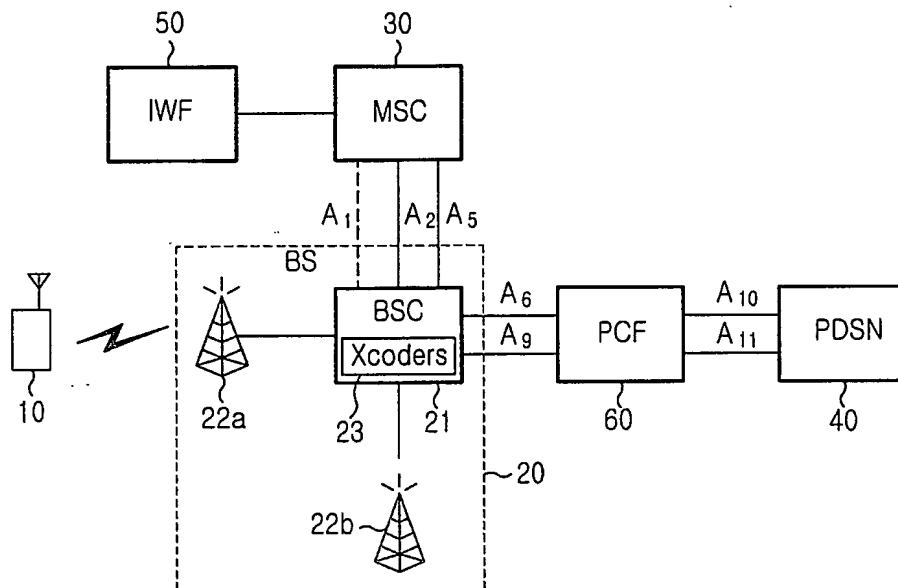 50
30
IWF
MSC
A1
A2
A5
BS
BSC
A6
A9
PCF
A10
A11
PDSN
Xcoders
10
22a
23
21
60
40
20
22b